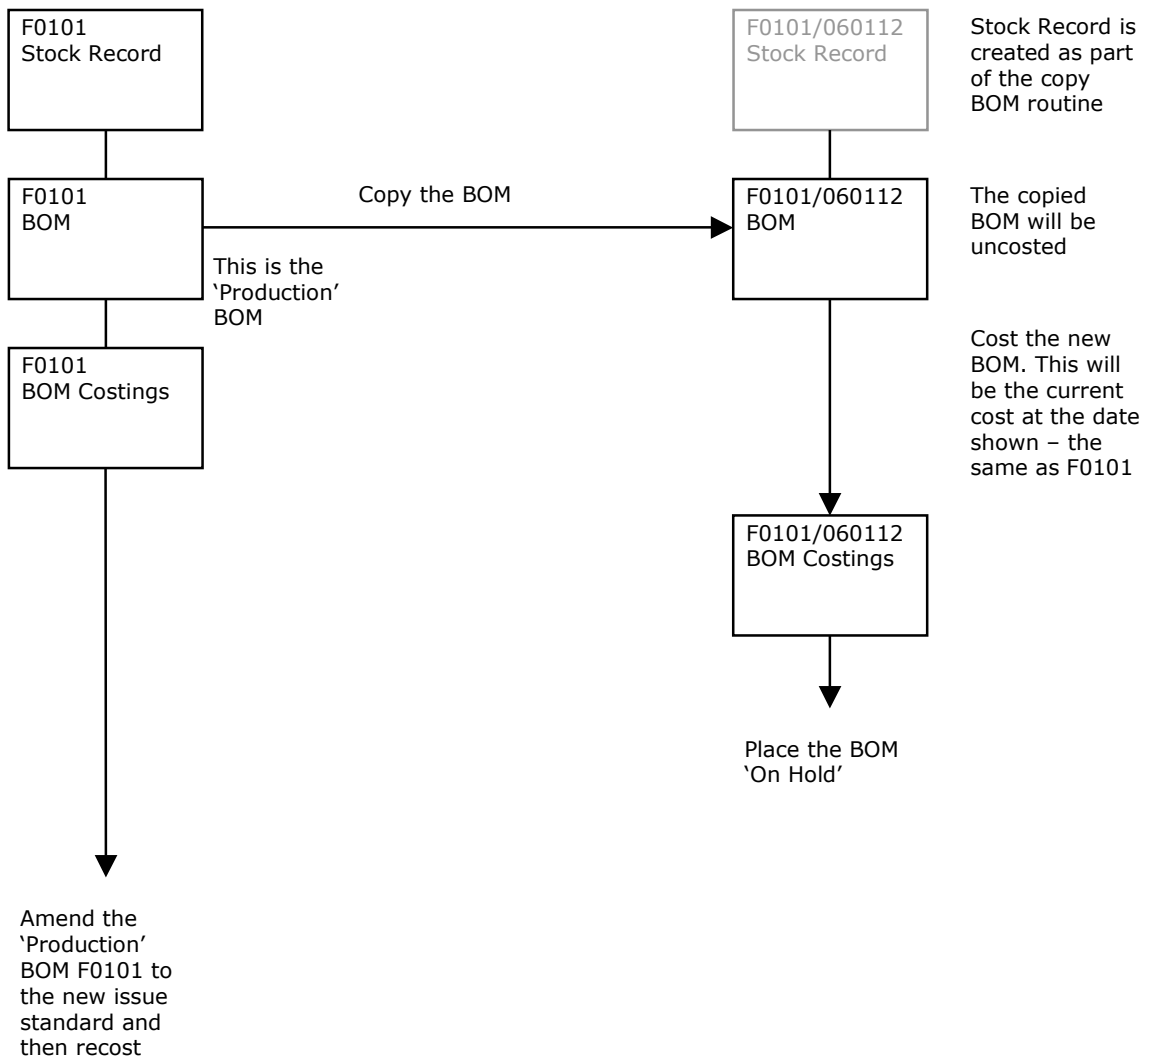 F0101
Stock Record
F0101/060112
Stock Record
Stock Record is
created as part
of the copy
BOM routine
F0101
BOM
Copy the BOM
F0101/060112
BOM
The copied
BOM will be
uncosted
This is the
‘Production’
BOM
F0101
BOM Costings
Cost the new
BOM. This will
be the current
cost at the date
shown – the
same as F0101
F0101/060112
BOM Costings
Place the BOM
‘On Hold’
Amend the
‘Production’
BOM F0101 to
the new issue
standard and
then recost